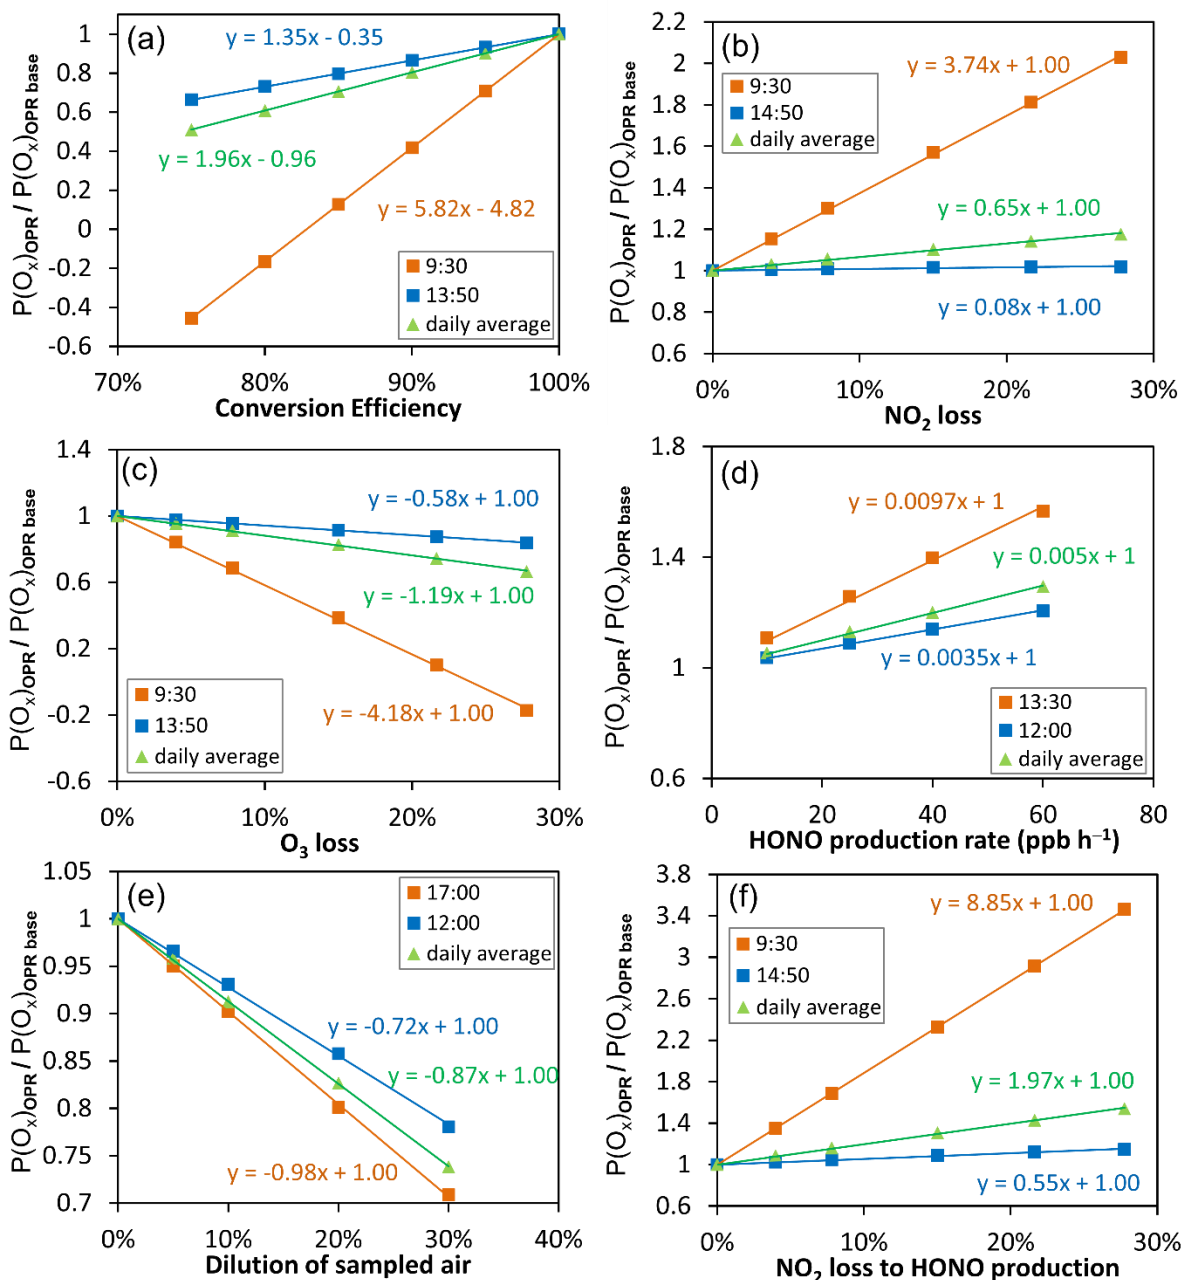 (a)
y = 1.35x - 0.35
y = 1.96x - 0.96
y = 5.82x - 4.82
9:30
13:50
daily average
1
0.8
0.6
0.4
0.2
0
-0.2
-0.4
-0.6
70%
80%
90%
100%
P(Oₓ)OPR / P(Oₓ)OPR base
Conversion Efficiency
(b)
y = 3.74x + 1.00
9:30
14:50
daily average
y = 0.65x + 1.00
y = 0.08x + 1.00
2.2
2
1.8
1.6
1.4
1.2
1
0.8
0.6
0%
10%
20%
30%
P(Oₓ)OPR / P(Oₓ)OPR base
NO₂ loss
(c)
y = -0.58x + 1.00
y = -1.19x + 1.00
y = -4.18x + 1.00
9:30
13:50
daily average
1.4
1
0.6
0.2
-0.2
-0.6
0%
10%
20%
30%
P(Oₓ)OPR / P(Oₓ)OPR base
O₃ loss
(d)
y = 0.0097x + 1
y = 0.005x + 1
y = 0.0035x + 1
13:30
12:00
daily average
1.8
1.4
1
0.6
0
20
40
60
80
P(Oₓ)OPR / P(Oₓ)OPR base
HONO production rate (ppb h⁻¹)
(e)
17:00
12:00
daily average
y = -0.72x + 1.00
y = -0.87x + 1.00
y = -0.98x + 1.00
1.05
1
0.95
0.9
0.85
0.8
0.75
0.7
0%
10%
20%
30%
40%
P(Oₓ)OPR / P(Oₓ)OPR base
Dilution of sampled air
(f)
y = 8.85x + 1.00
9:30
14:50
daily average
y = 1.97x + 1.00
y = 0.55x + 1.00
3.8
3.4
3
2.6
2.2
1.8
1.4
1
0.6
0%
10%
20%
30%
P(Oₓ)OPR / P(Oₓ)OPR base
NO₂ loss to HONO production